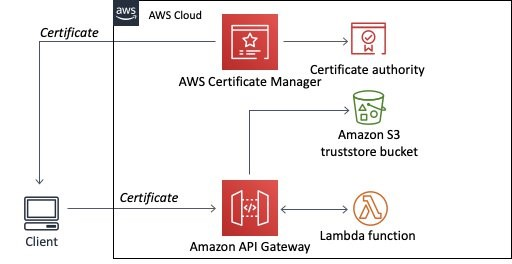 aws
AWS Cloud
Certificate
AWS Certificate Manager
Certificate authority
Amazon S3
truststore bucket
Certificate
Client
Amazon API Gateway
Lambda function